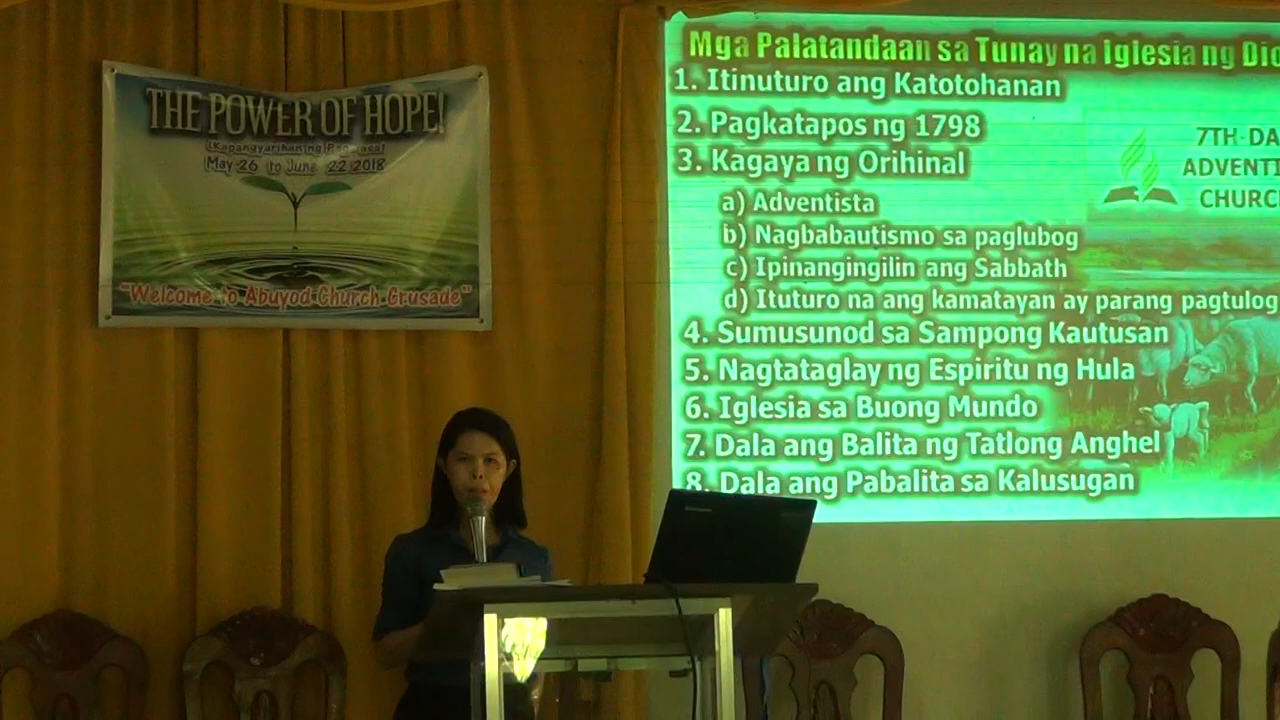 THE POWER OF HOPE!
(Kapangyarihan ng Pag-asa)
May 26 to June 22 2018
"Welcome to Abuyod Church Crusade"
Mga Palatandaan sa Tunay na Iglesia ng Dio
1. Itinuturo ang Katotohanan
2. Pagkatapos ng 1798
3. Kagaya ng Orihinal
a) Adventista
b) Nagbabautismo sa paglubog
c) Ipinangingilin ang Sabbath
d) Ituturo na ang kamatayan ay parang pagtulog
4. Sumusunod sa Sampong Kautusan
5. Nagtataglay ng Espiritu ng Hula
6. Iglesia sa Buong Mundo
7. Dala ang Balita ng Tatlong Anghel
8. Dala ang Pabalita sa Kalusugan
7TH-DA
ADVENTI
CHURC